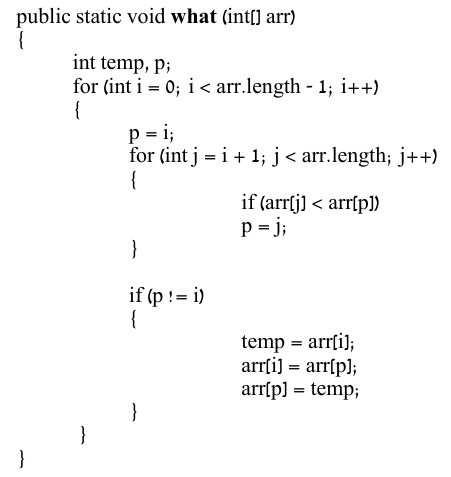 public static void what (int[] arr)
{
int temp, p;
for (int i = 0; i < arr.length - 1; i++)
{
p = i;
for (int j = i + 1; j < arr.length; j++)
{
if (arr[j] < arr[p])
p = j;
}
if (p != i)
{
temp = arr[i];
arr[i] = arr[p];
arr[p] = temp;
}
}
}